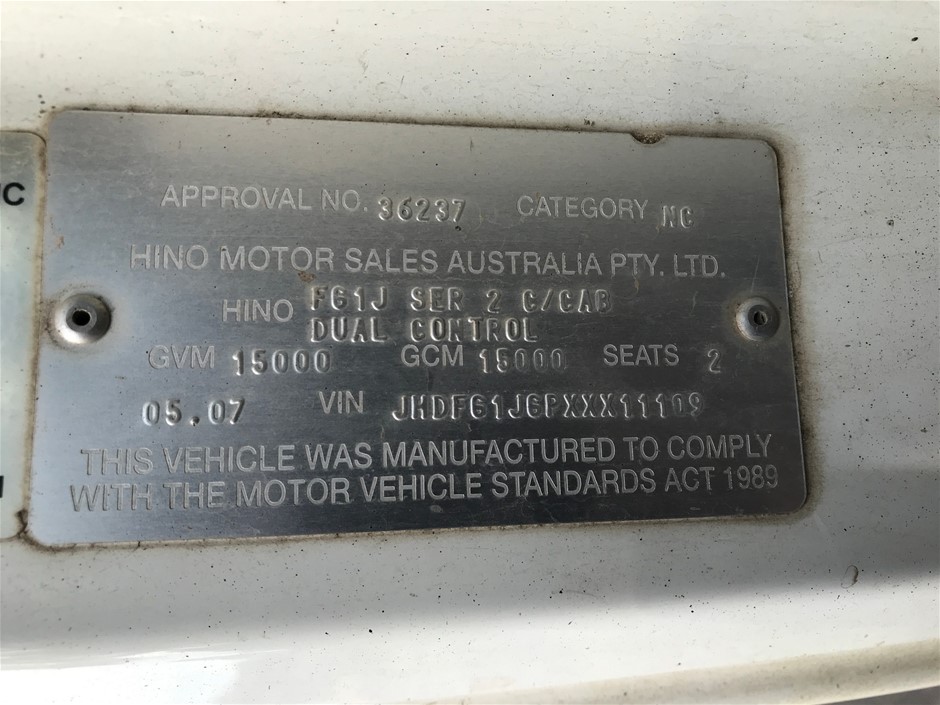 APPROVAL NO. 36237 CATEGORY NC
HINO MOTOR SALES AUSTRALIA PTY. LTD.
HINO FG1J SER 2 C/CAB
DUAL CONTROL
GVM 15000 GCM 15000 SEATS 2
05.07 VIN JHDFG1J6PXXX11109
THIS VEHICLE WAS MANUFACTURED TO COMPLY
WITH THE MOTOR VEHICLE STANDARDS ACT 1989